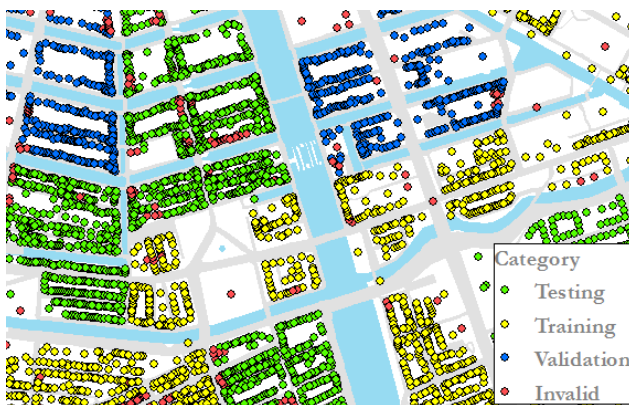 Category
Testing
Training
Validation
Invalid